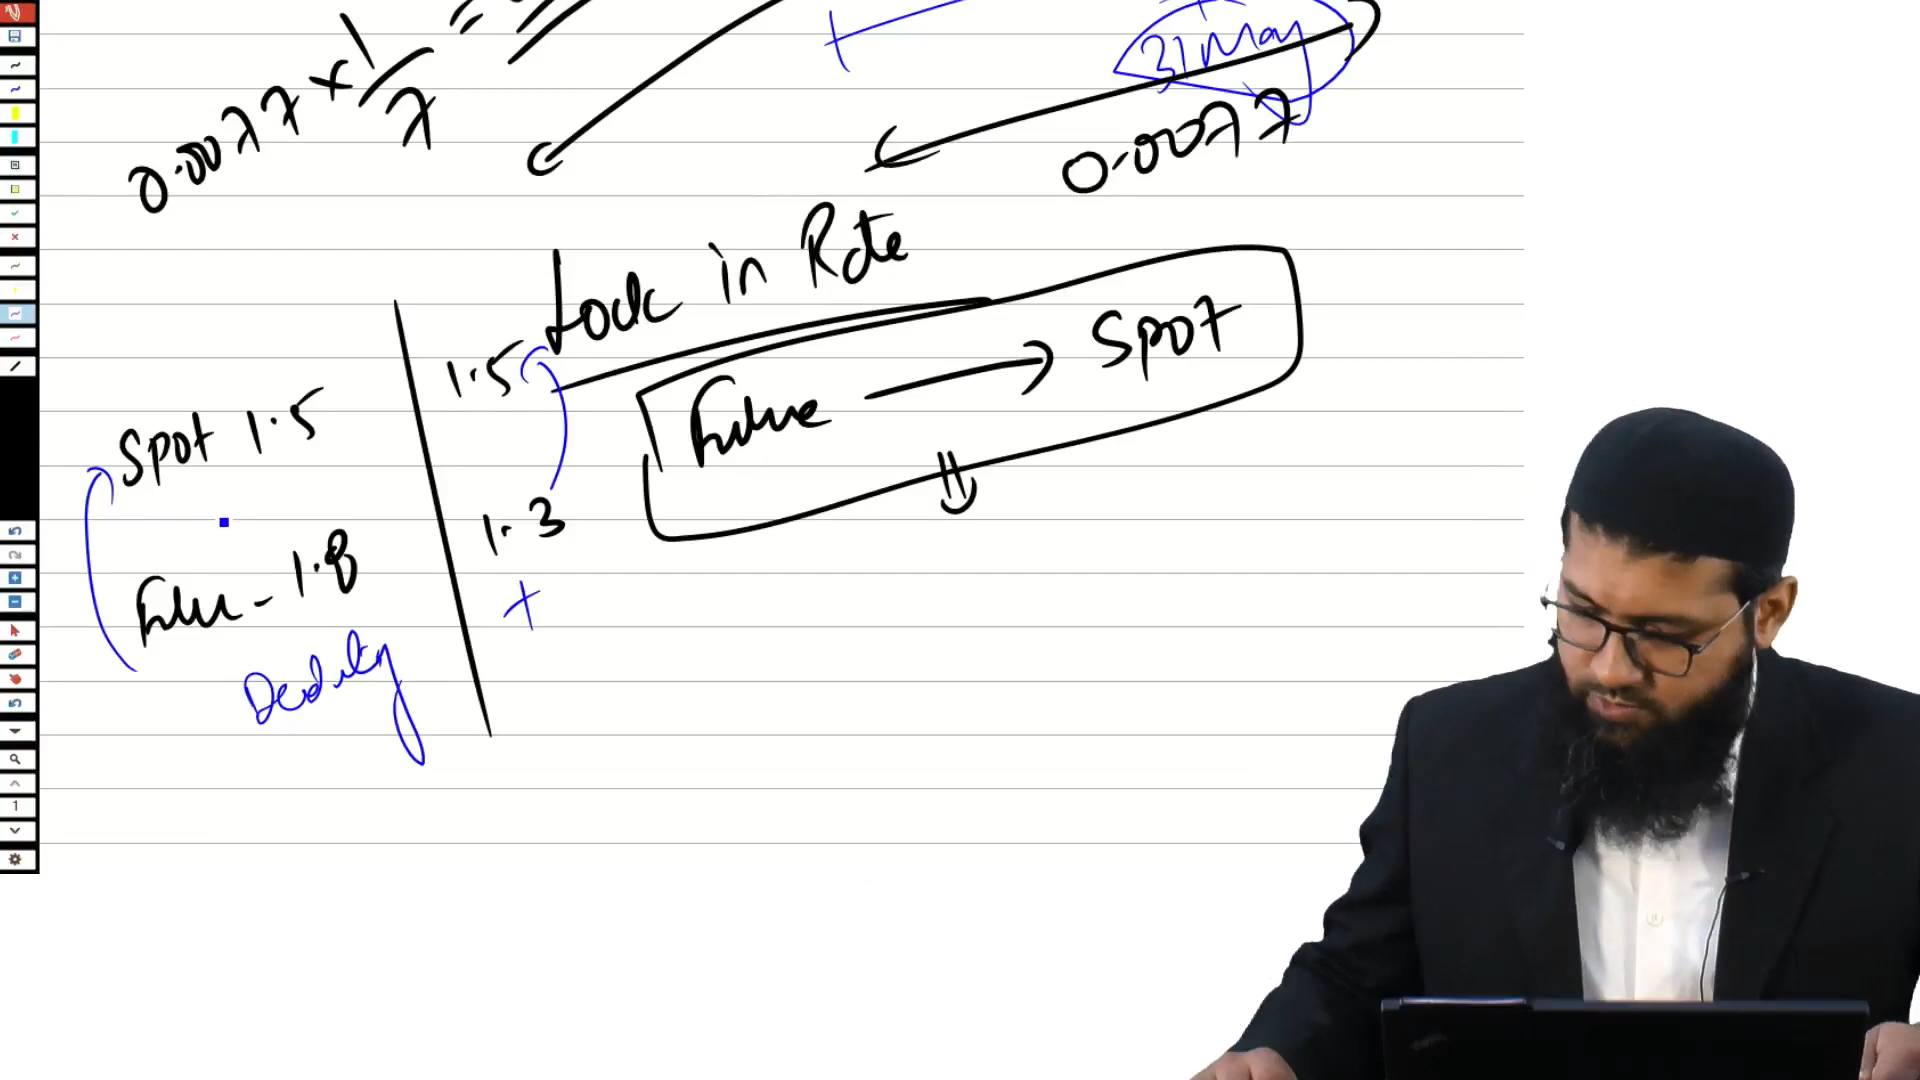 31 May
0.0077 × 1/7 =
0.0077
Lock in Rate
Spot 1.5
1.5
Future → Spot
1.3
Future - 1.8
+
1